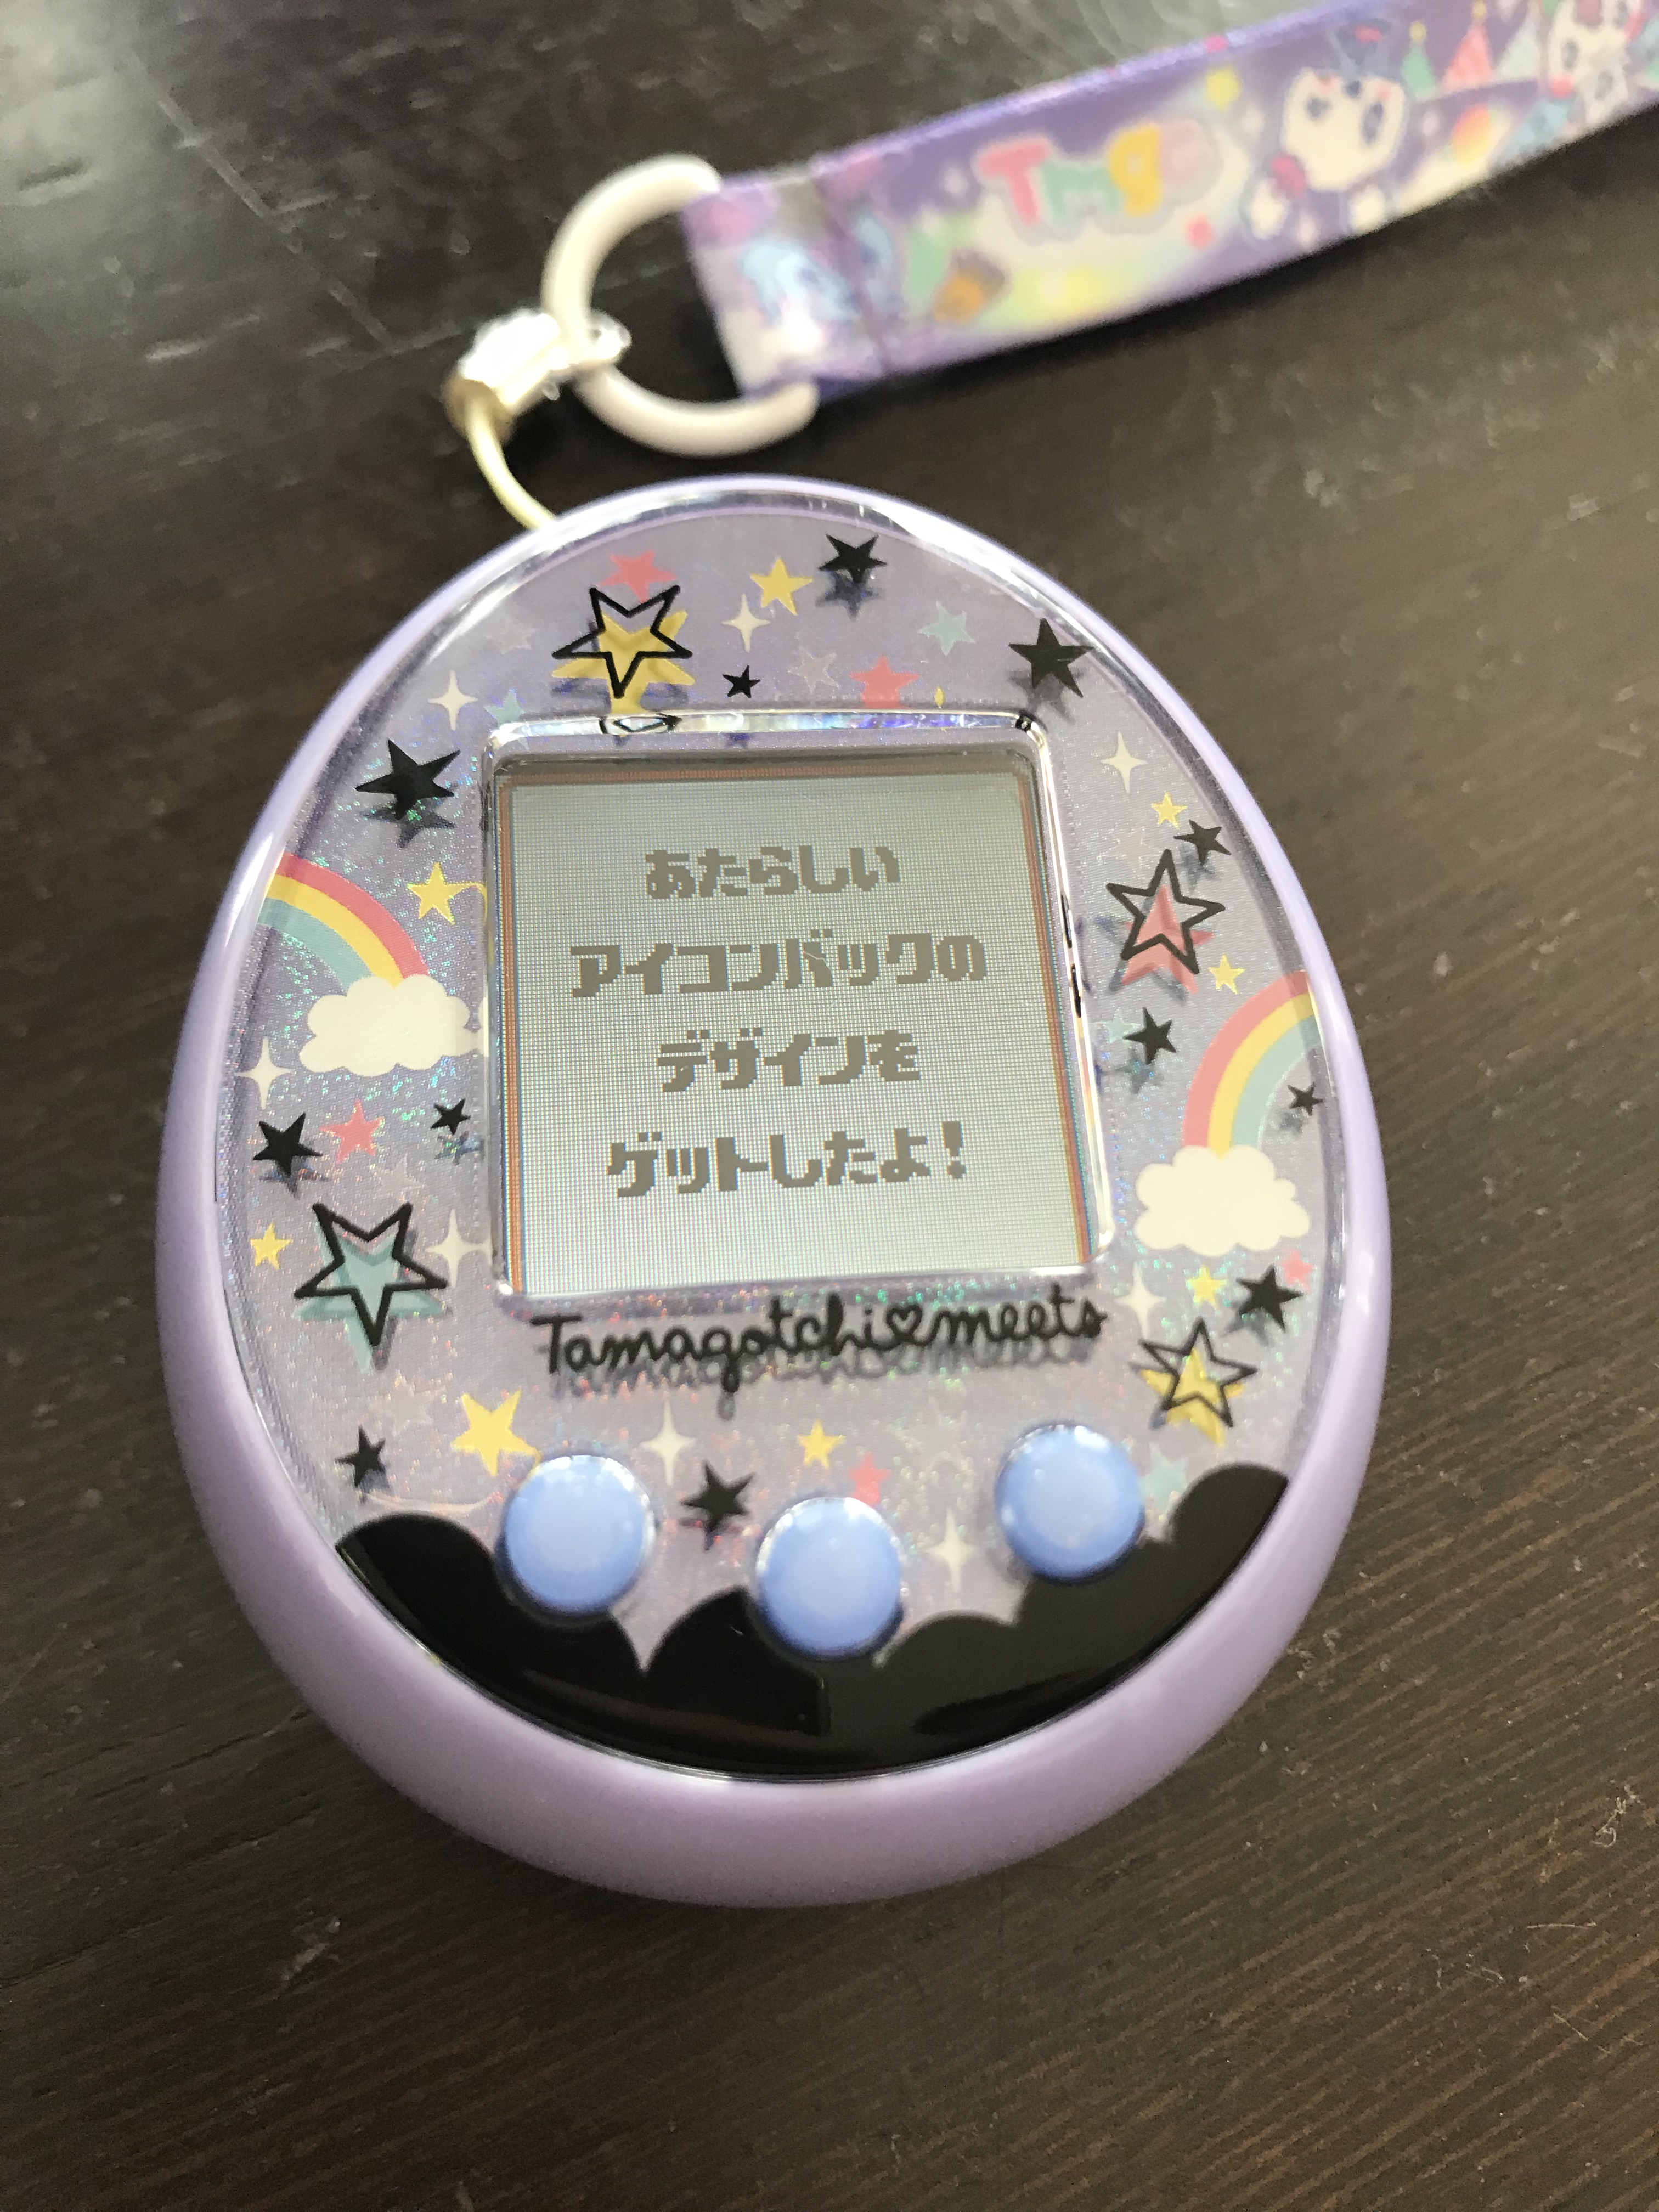 Tmgc
あたらしい
アイコンバックの
デザインを
ゲットしたよ!
Tamagotchi♡meets